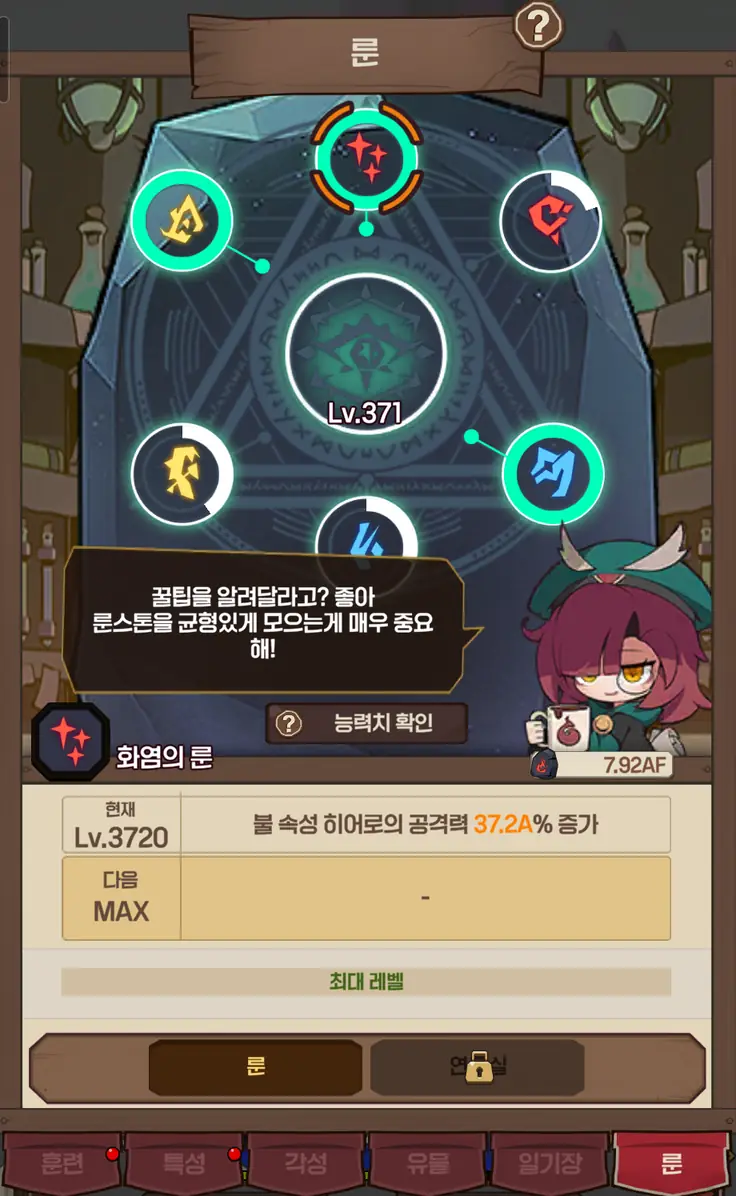 룬
?
Lv.371
꿀팁을 알려달라고? 좋아
룬스톤을 균형있게 모으는게 매우 중요
해!
? 능력치 확인
화염의 룬
7.92AF
현재
Lv.3720
불 속성 히어로의 공격력 37.2A% 증가
다음
MAX
-
최대 레벨
룬
훈련
특성
각성
유물
일기장
룬